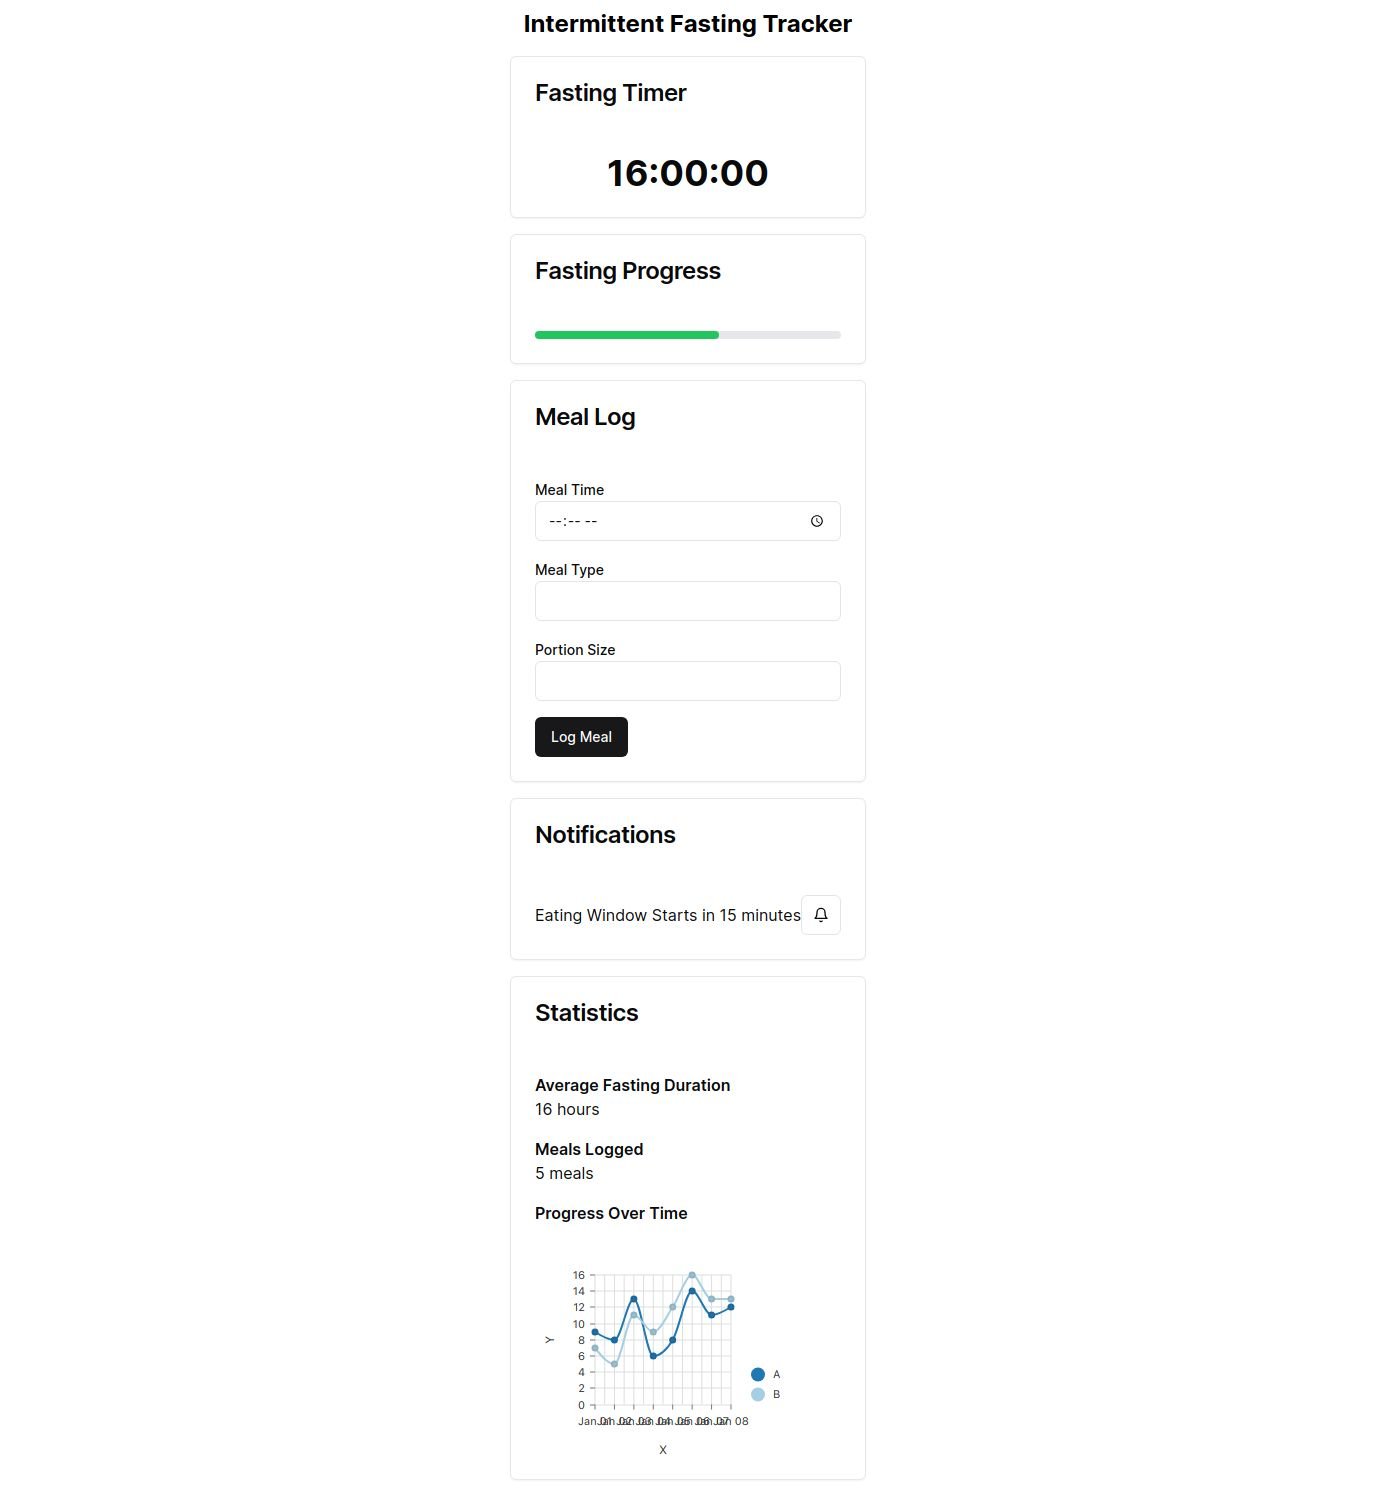 Intermittent Fasting Tracker
Fasting Timer
16:00:00
Fasting Progress
Meal Log
Meal Time
--:-- --
Meal Type
Portion Size
Log Meal
Notifications
Eating Window Starts in 15 minutes
Statistics
Average Fasting Duration
16 hours
Meals Logged
5 meals
Progress Over Time
16
14
12
10
8
6
4
2
0
Y
A
B
Jan 01 Jan 02 Jan 03 Jan 04 Jan 05 Jan 06 Jan 07 Jan 08
X